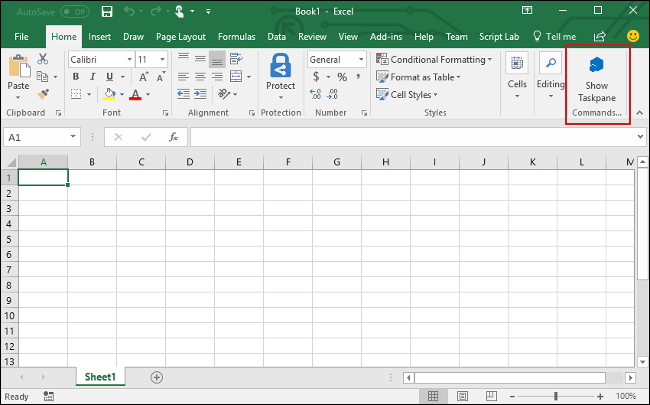 AutoSave Off Book1 - Excel
File Home Insert Draw Page Layout Formulas Data Review View Add-ins Help Team Script Lab Tell me
Calibri 11 General Conditional Formatting
Paste B I U $ % , Format as Table Protect Cells Editing Show
Cell Styles Taskpane
Clipboard Font Alignment Protection Number Styles Commands...
A1 fx
A B C D E F G H I J K L M
1
2
3
4
5
6
7
8
9
10
11
12
13
Sheet1
Ready 100%